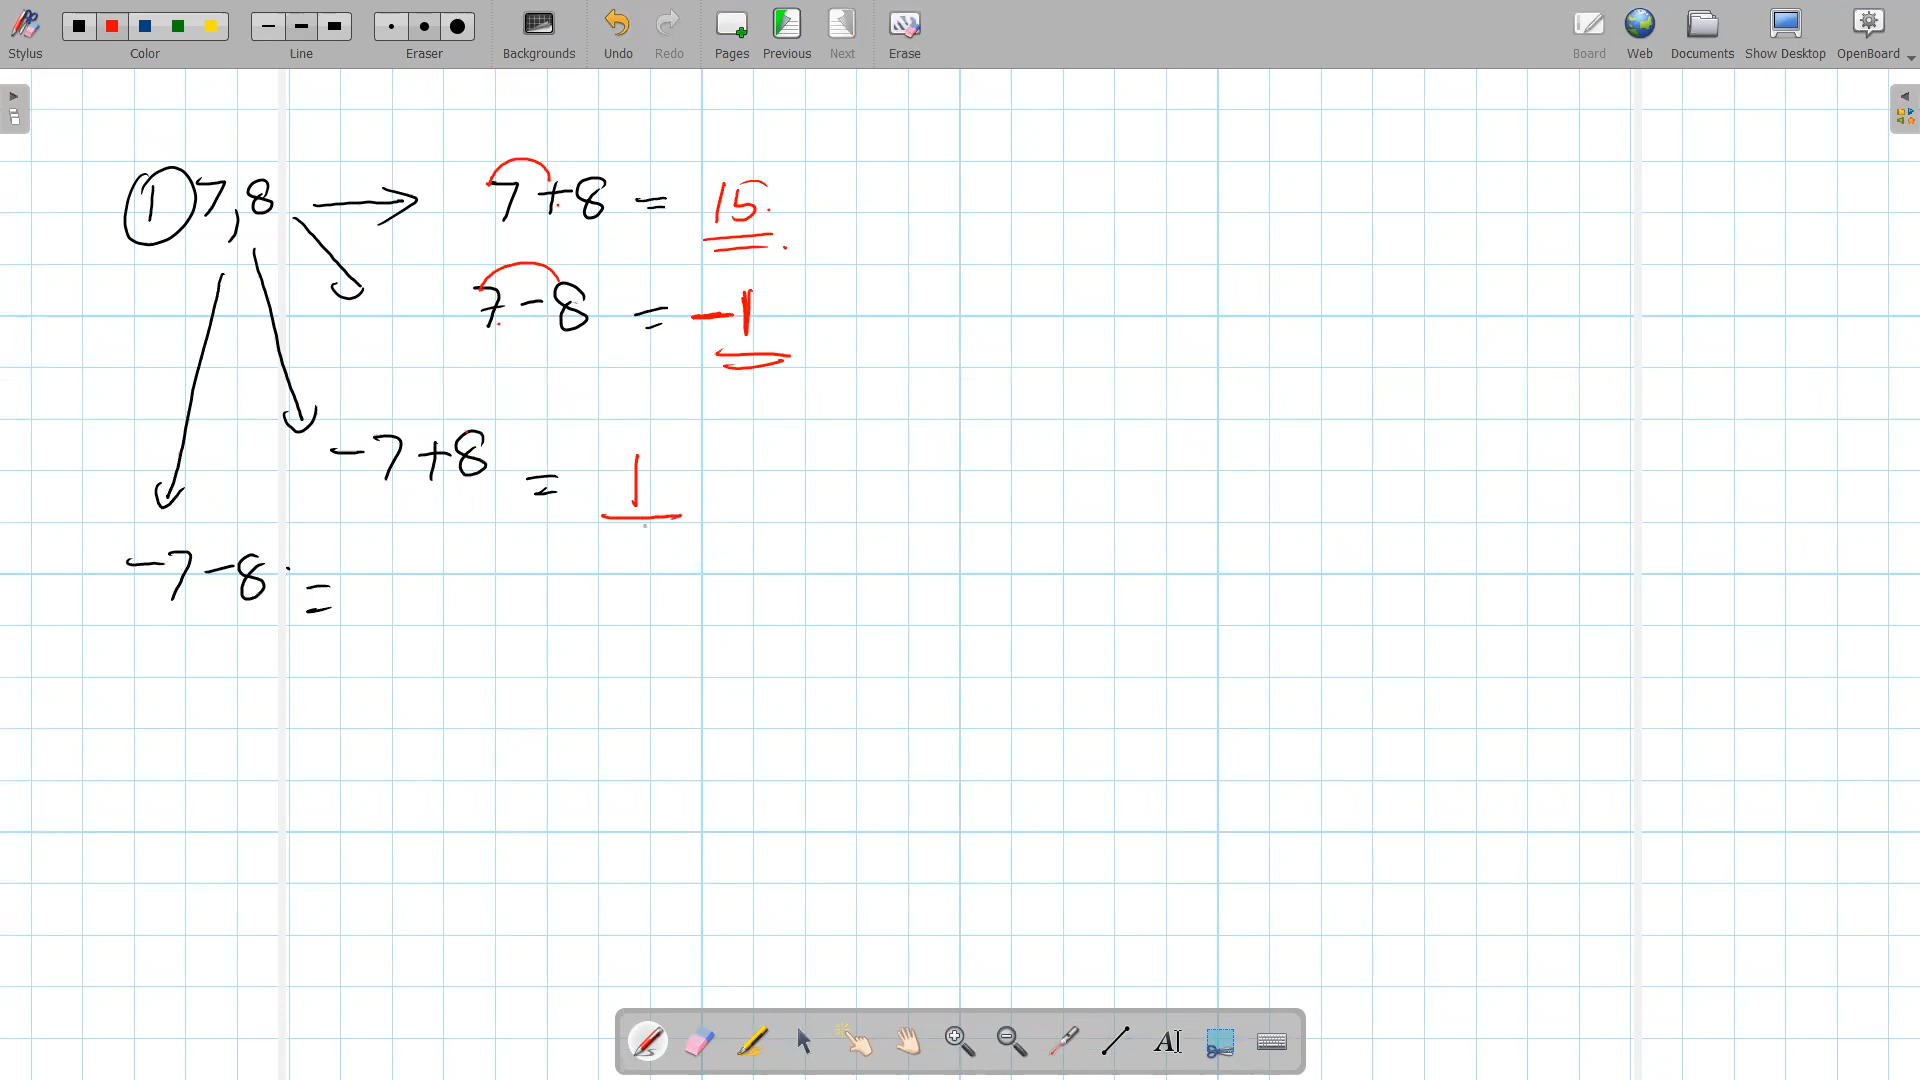 Stylus Color Line Eraser Backgrounds Undo Redo Pages Previous Next Erase Board Web Documents Show Desktop OpenBoard
① 7,8 → 7+8 = 15
7-8 = -1
-7+8 = 1
-7-8 =